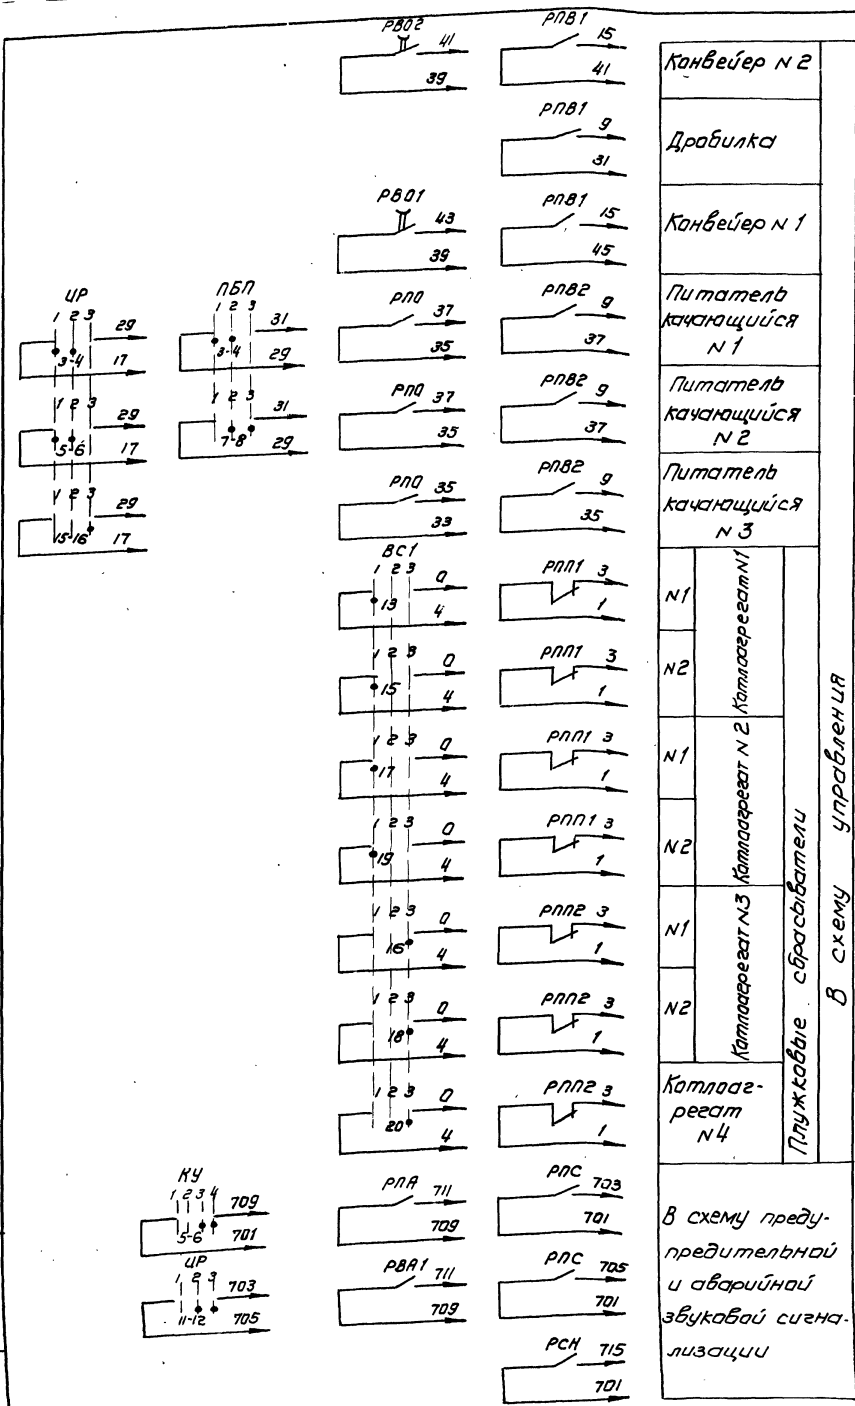 РВО2 41
39
РПВ1 15
41
Конвейер N 2
РПВ1 9
31
Дробилка
РВО1 43
39
РПВ1 15
45
Конвейер N 1
ЦР
1 2 3 29
3-4 17
ПБП
1 2 3 31
3-4 29
РПО 37
35
РПВ2 9
37
Питатель
качающийся
N 1
1 2 3 29
5-6 17
1 2 3 31
7-8 29
РПО 37
35
РПВ2 9
37
Питатель
качающийся
N 2
1 2 3 29
15-16 17
РПО 35
33
РПВ2 9
35
Питатель
качающийся
N 3
ВС1
1 2 3 0
13 4
РПП1 3
1
N1
Котлоагрегат N1
1 2 3 0
15 4
РПП1 3
1
N2
1 2 3 0
17 4
РПП1 3
1
N1
Котлоагрегат N 2
1 2 3 0
19 4
РПП1 3
1
N2
1 2 3 0
16 4
РПП2 3
1
N1
Котлоагрегат N3
1 2 3 0
18 4
РПП2 3
1
N2
1 2 3 0
20 4
РПП2 3
1
Котлоаг-
регат
N4
Плужковые сбрасыватели
В схему управления
КУ
1 2 3 4 709
5-6 701
РПА 711
709
РПС 703
701
ЦР
1 2 3 703
11-12 705
РВА1 711
709
РПС 705
701
РСН 715
701
В схему преду-
предительной
и аварийной
звуковой сигна-
лизации